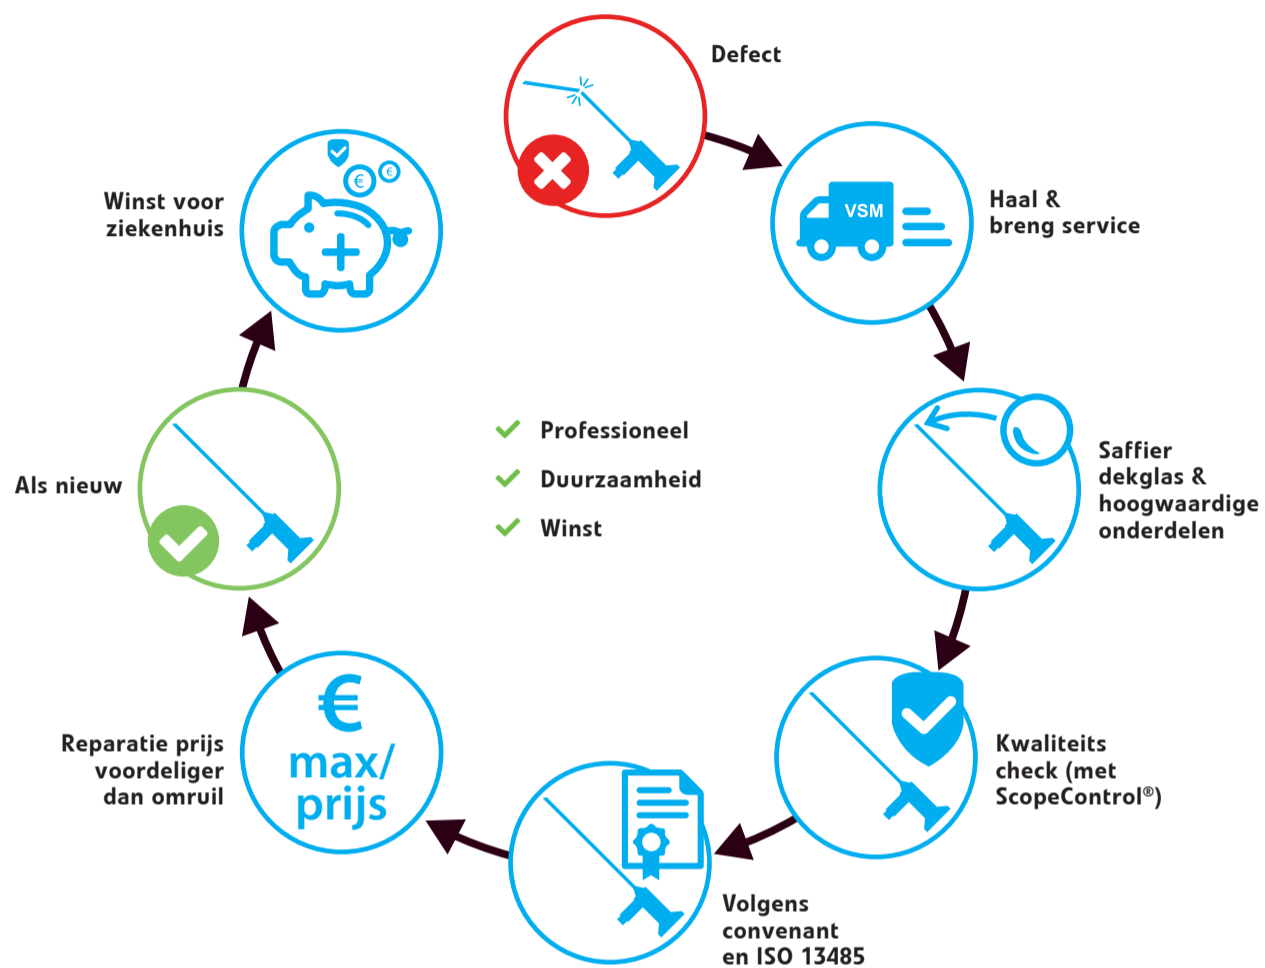 Defect
VSM
Haal &
breng service
Saffier
dekglas &
hoogwaardige
onderdelen
Kwaliteits
check (met
ScopeControl®)
Volgens
convenant
en ISO 13485
€
max/
prijs
Reparatie prijs
voordeliger
dan omruil
Als nieuw
Winst voor
ziekenhuis
€
€
Professioneel
Duurzaamheid
Winst